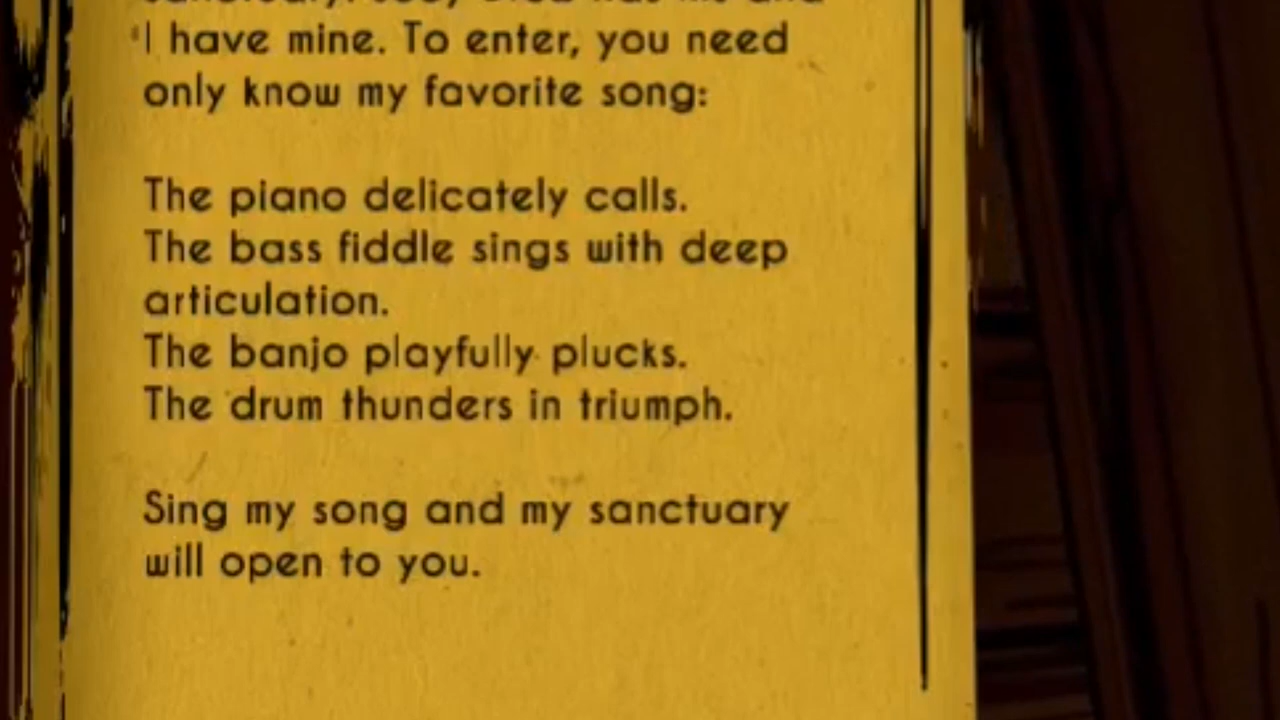 I have mine. To enter, you need
only know my favorite song:
The piano delicately calls.
The bass fiddle sings with deep
articulation.
The banjo playfully plucks.
The drum thunders in triumph.
Sing my song and my sanctuary
will open to you.